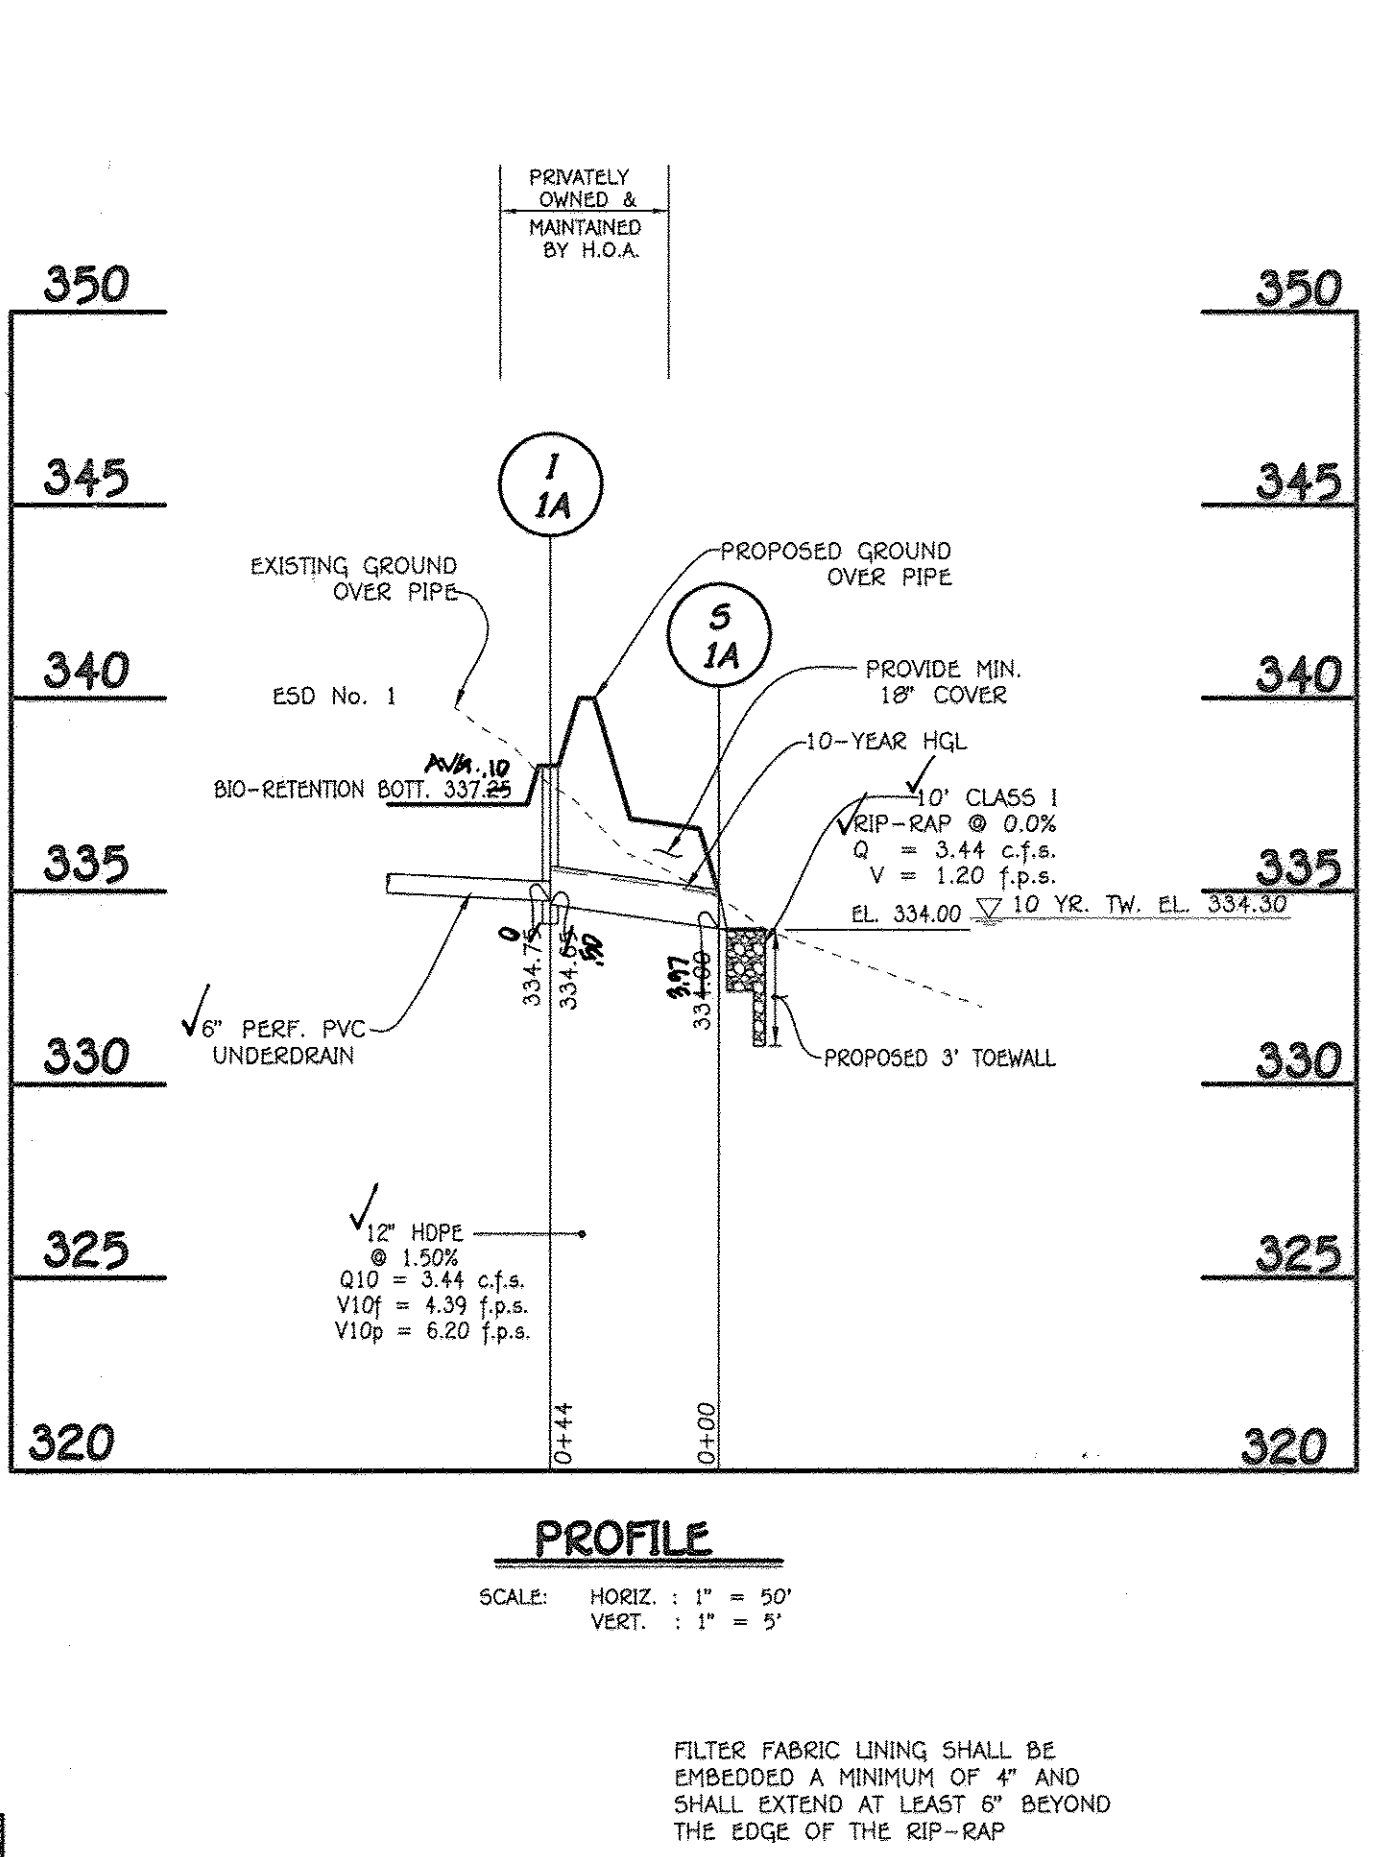 PRIVATELY
OWNED &
MAINTAINED
BY H.O.A.
350
350
345
345
I
1A
EXISTING GROUND
OVER PIPE
PROPOSED GROUND
OVER PIPE
S
1A
340
340
ESD No. 1
PROVIDE MIN.
18" COVER
10-YEAR HGL
AVG. .10
BIO-RETENTION BOTT. 337.25
10' CLASS I
RIP-RAP @ 0.0%
Q = 3.44 c.f.s.
V = 1.20 f.p.s.
335
335
EL. 334.00
10 YR. TW. EL. 334.30
334.75
0
334.65
.50
334.00
3.97
6" PERF. PVC
UNDERDRAIN
PROPOSED 3' TOEWALL
330
330
12" HDPE
@ 1.50%
Q10 = 3.44 c.f.s.
V10f = 4.39 f.p.s.
V10p = 6.20 f.p.s.
325
325
0+44
0+00
320
320
PROFILE
SCALE: HORIZ. : 1" = 50'
VERT. : 1" = 5'
FILTER FABRIC LINING SHALL BE
EMBEDDED A MINIMUM OF 4" AND
SHALL EXTEND AT LEAST 6" BEYOND
THE EDGE OF THE RIP-RAP